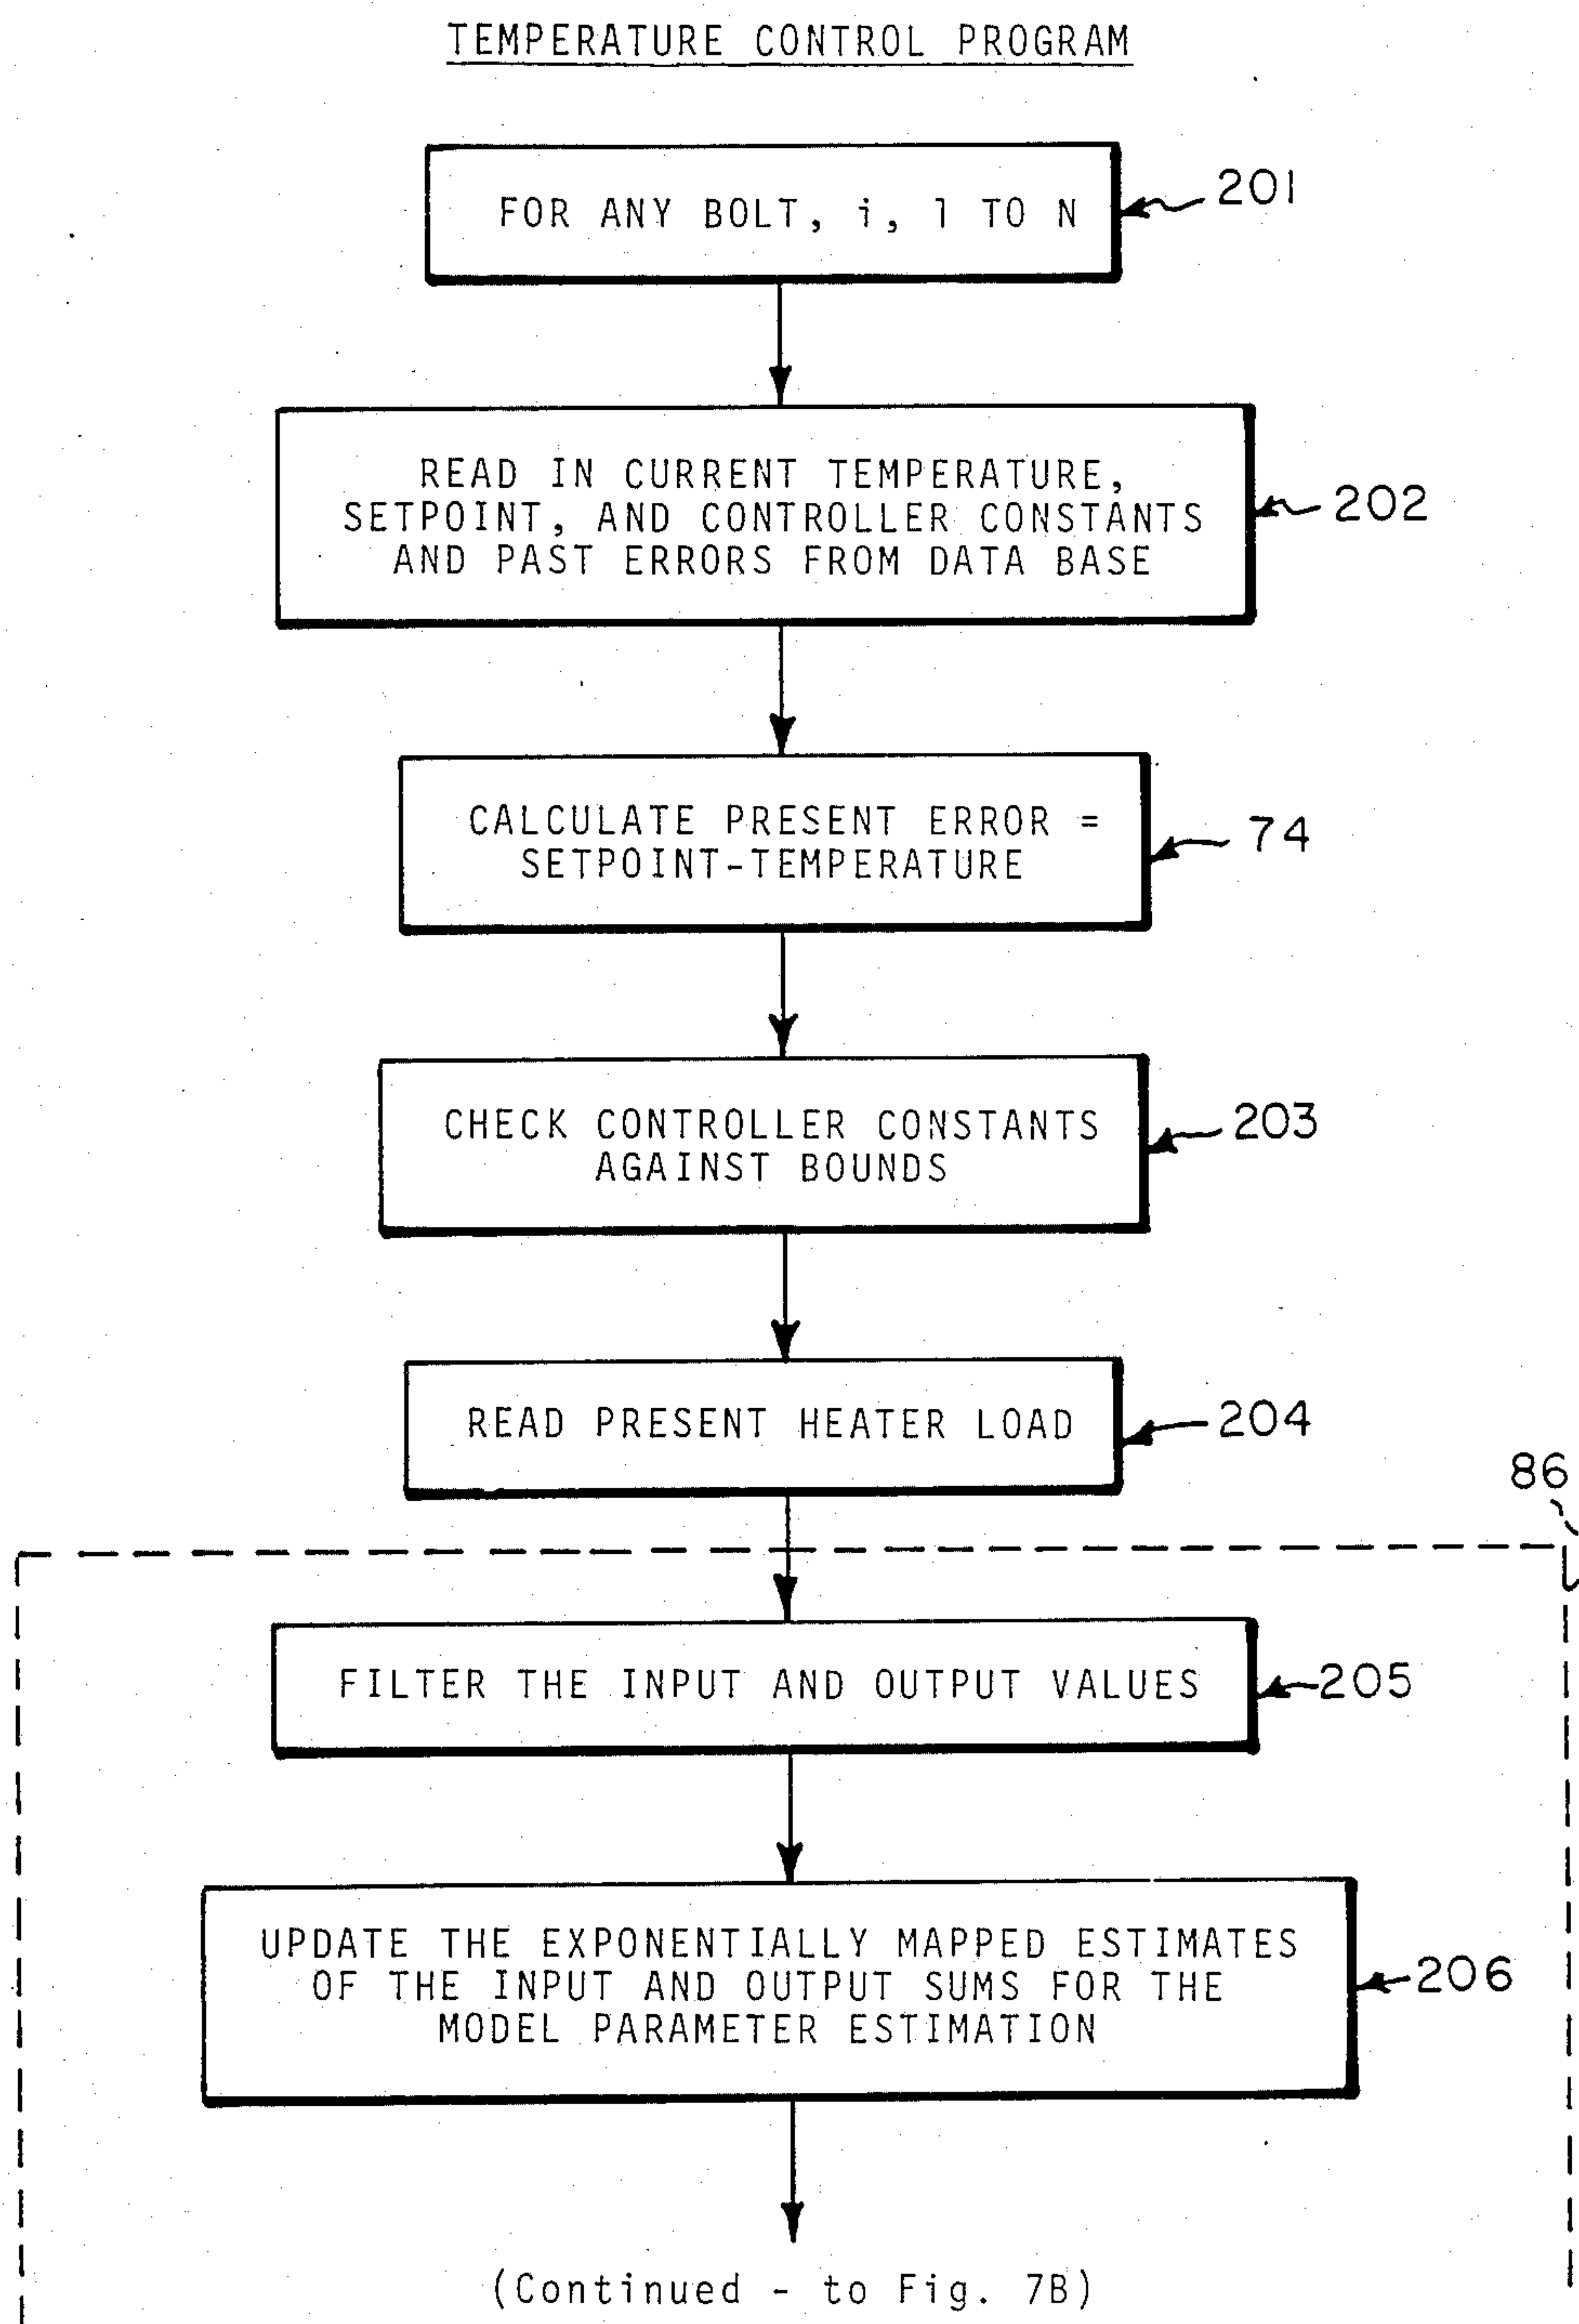 TEMPERATURE CONTROL PROGRAM
FOR ANY BOLT, i, 1 TO N
201
READ IN CURRENT TEMPERATURE,
SETPOINT, AND CONTROLLER CONSTANTS
AND PAST ERRORS FROM DATA BASE
202
CALCULATE PRESENT ERROR =
SETPOINT-TEMPERATURE
74
CHECK CONTROLLER CONSTANTS
AGAINST BOUNDS
203
READ PRESENT HEATER LOAD
204
86
FILTER THE INPUT AND OUTPUT VALUES
205
UPDATE THE EXPONENTIALLY MAPPED ESTIMATES
OF THE INPUT AND OUTPUT SUMS FOR THE
MODEL PARAMETER ESTIMATION
206
(Continued - to Fig. 7B)